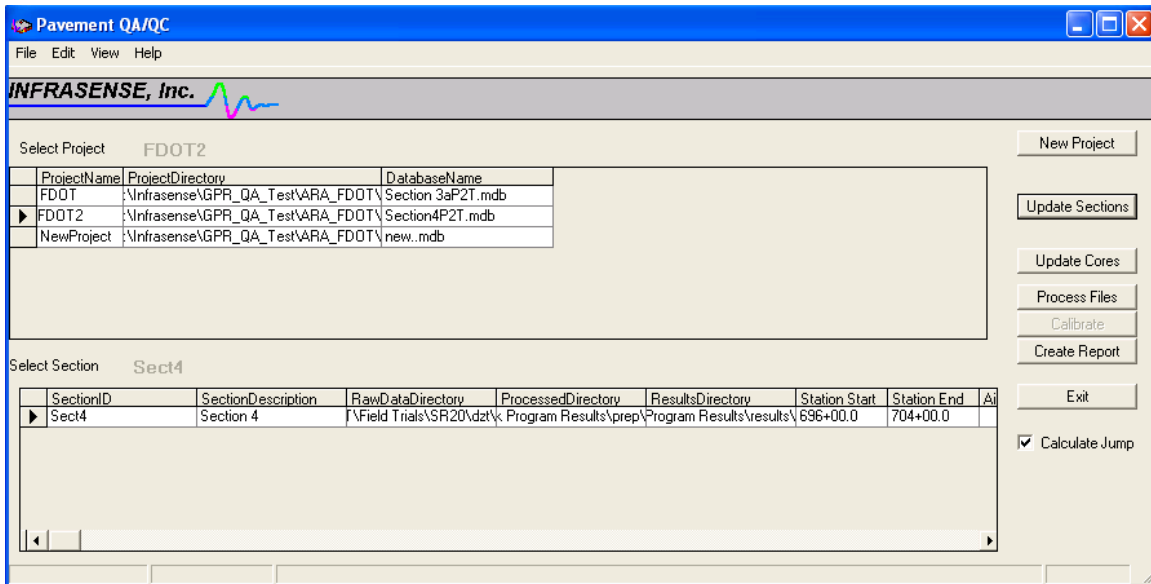 Pavement QA/QC
File Edit View Help
INFRASENSE, Inc.
Select Project FDOT2
New Project
ProjectName ProjectDirectory DatabaseName
FDOT :\Infrasense\GPR_QA_Test\ARA_FDOT\ Section 3aP2T.mdb
FDOT2 :\Infrasense\GPR_QA_Test\ARA_FDOT\ Section4P2T.mdb
NewProject :\Infrasense\GPR_QA_Test\ARA_FDOT\ new..mdb
Update Sections
Update Cores
Process Files
Calibrate
Create Report
Select Section Sect4
SectionID SectionDescription RawDataDirectory ProcessedDirectory ResultsDirectory Station Start Station End Ai
Sect4 Section 4 \Field Trials\SR20\dzt\ Program Results\prep\ Program Results\results\ 696+00.0 704+00.0
Exit
Calculate Jump